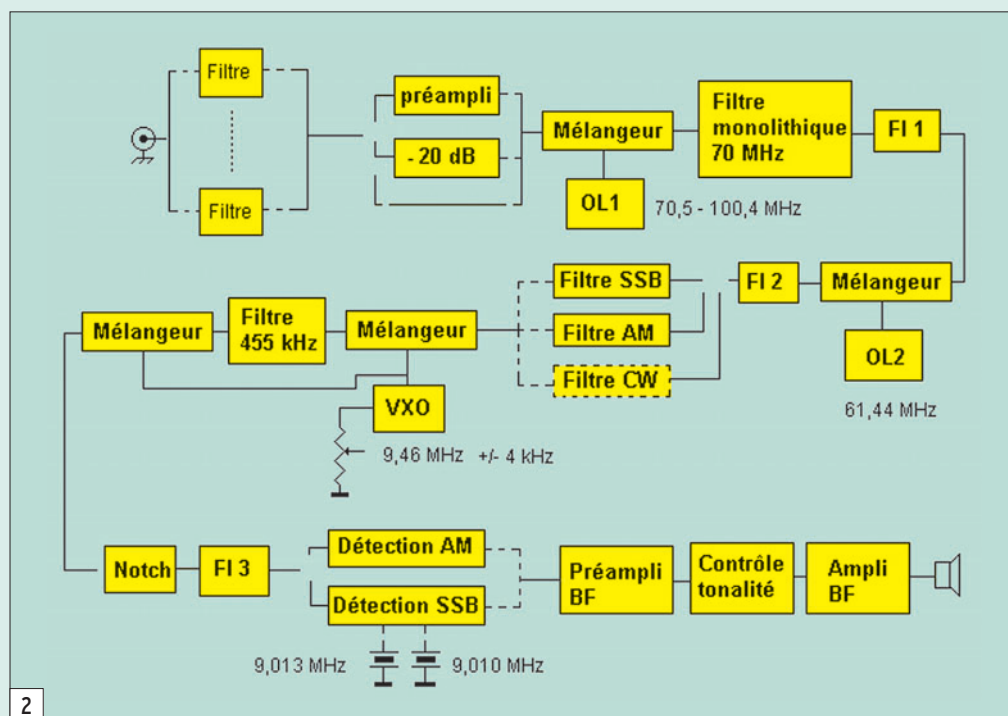 Filtre
Filtre
préampli
- 20 dB
Mélangeur
OL1
70,5 - 100,4 MHz
Filtre
monolithique
70 MHz
FI 1
Mélangeur
Filtre
455 kHz
Mélangeur
VXO
9,46 MHz +/- 4 kHz
Filtre SSB
Filtre AM
Filtre CW
FI 2
Mélangeur
OL2
61,44 MHz
Notch
FI 3
Détection AM
Détection SSB
9,013 MHz
9,010 MHz
Préampli
BF
Contrôle
tonalité
Ampli
BF
2